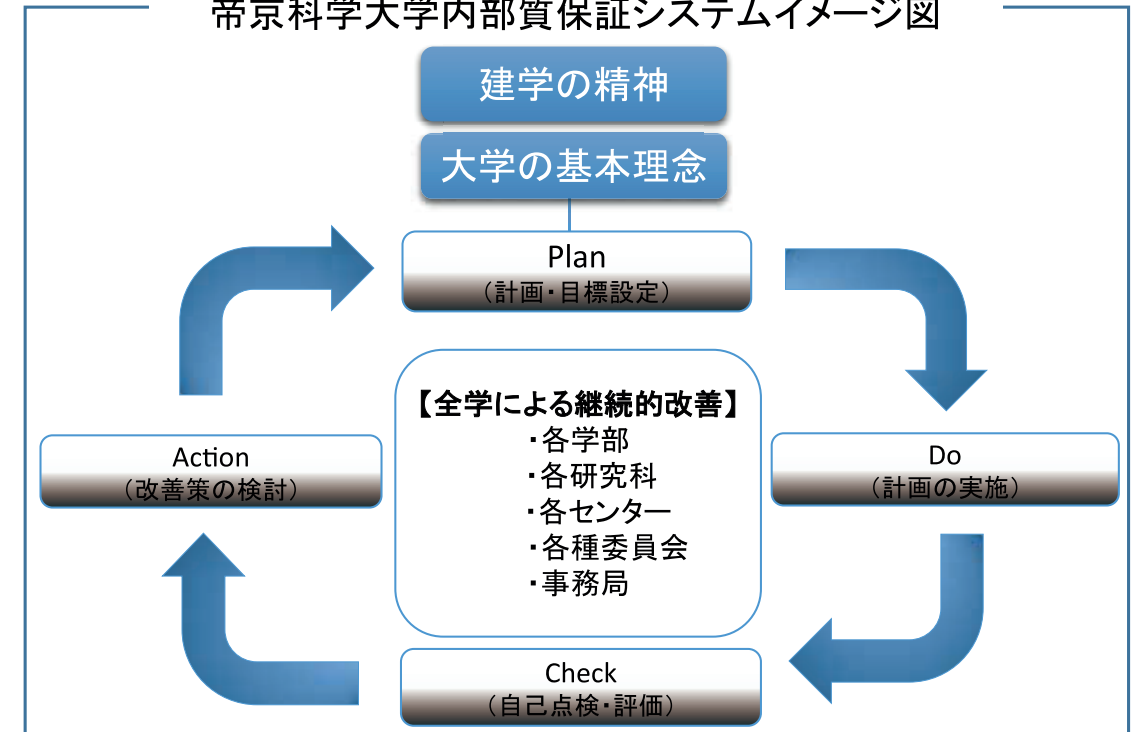 帝京科学大学内部質保証システムイメージ図
建学の精神
大学の基本理念
Plan
（計画・目標設定）
Do
（計画の実施）
【全学による継続的改善】
・各学部
・各研究科
・各センター
・各種委員会
・事務局
Action
（改善策の検討）
Check
（自己点検・評価）